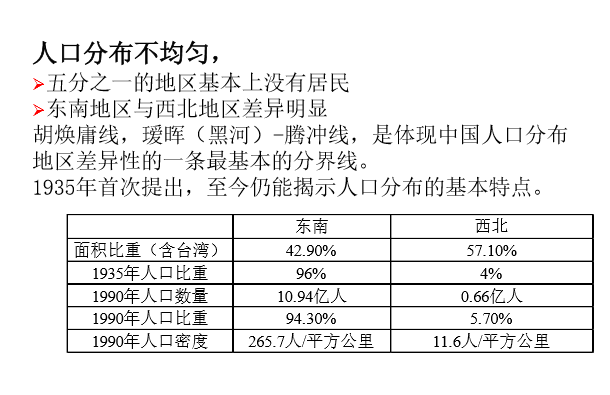 人口分布不均匀，
➢五分之一的地区基本上没有居民
➢东南地区与西北地区差异明显
胡焕庸线，瑷珲（黑河）-腾冲线，是体现中国人口分布
地区差异性的一条最基本的分界线。
1935年首次提出，至今仍能揭示人口分布的基本特点。
东南 西北
面积比重（含台湾） 42.90% 57.10%
1935年人口比重 96% 4%
1990年人口数量 10.94亿人 0.66亿人
1990年人口比重 94.30% 5.70%
1990年人口密度 265.7人/平方公里 11.6人/平方公里